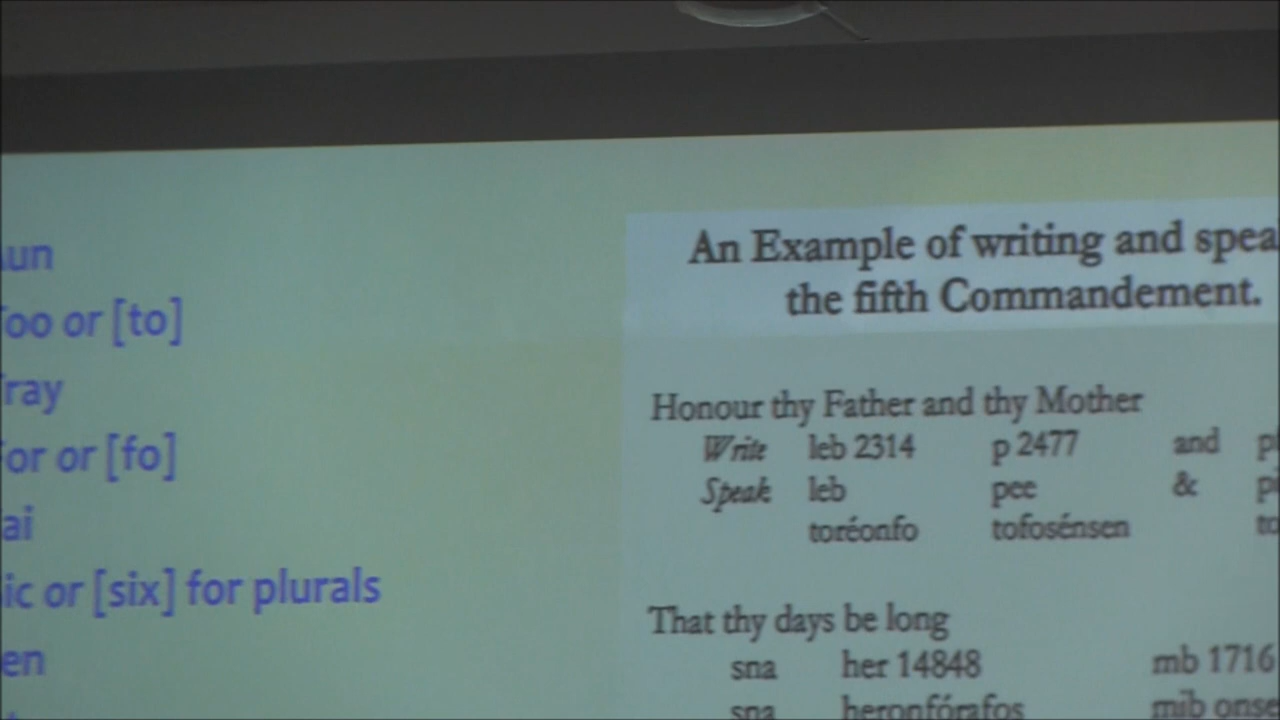 un
oo or [to]
ray
or or [fo]
ai
ic or [six] for plurals
en
An Example of writing and spea
the fifth Commandement.
Honour thy Father and thy Mother
Write leb 2314 p 2477 and p
Speak leb pee & p
toréonfo tofosénsen to
That thy days be long
sna her 14848 mb 1716
sna heronfórafos mib onse